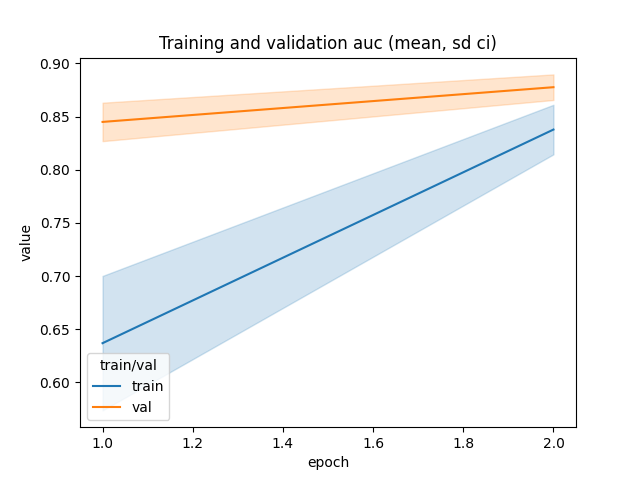 Training and validation auc (mean, sd ci)
0.90
0.85
0.80
0.75
0.70
0.65
0.60
value
train/val
train
val
1.0 1.2 1.4 1.6 1.8 2.0
epoch